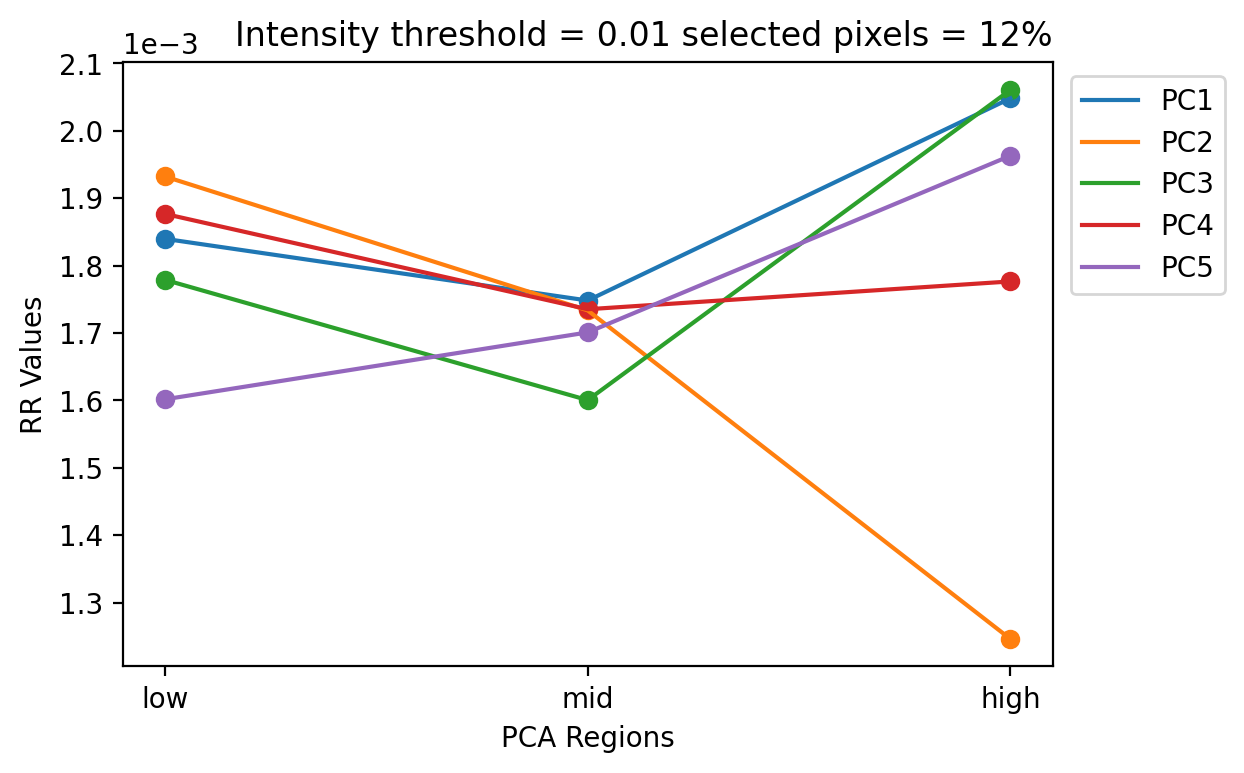 Intensity threshold = 0.01 selected pixels = 12%
1e−3
2.1
2.0
1.9
1.8
1.7
1.6
1.5
1.4
1.3
RR Values
low mid high
PCA Regions
PC1
PC2
PC3
PC4
PC5